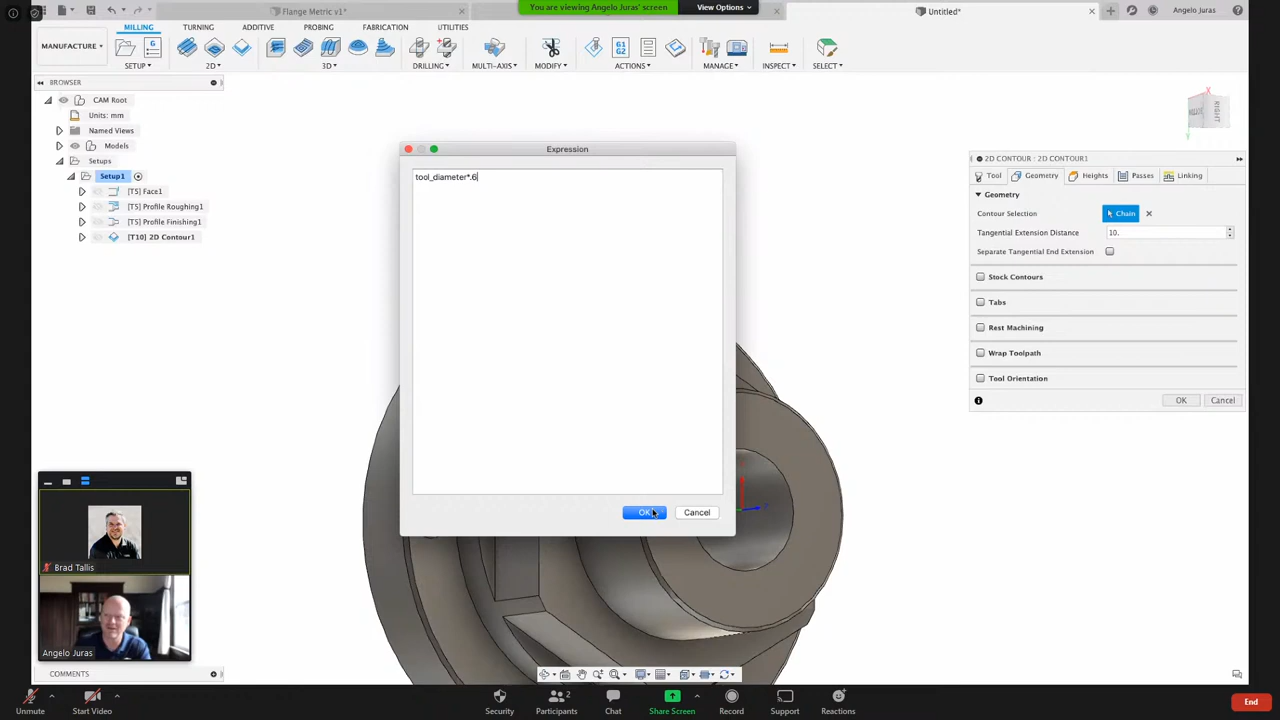 Flange Metric v1*
You are viewing Angelo Juras' screen
View Options
Untitled*
Angelo Juras
MILLING
TURNING
ADDITIVE
PROBING
FABRICATION
UTILITIES
MANUFACTURE
SETUP
2D
3D
DRILLING
MULTI-AXIS
MODIFY
G1
G2
ACTIONS
MANAGE
INSPECT
SELECT
BROWSER
CAM Root
Units: mm
Named Views
Models
Setups
Setup1
[T5] Face1
[T5] Profile Roughing1
[T5] Profile Finishing1
[T10] 2D Contour1
Expression
tool_diameter*.6
OK
Cancel
RIGHT
2D CONTOUR : 2D CONTOUR1
Tool
Geometry
Heights
Passes
Linking
Geometry
Contour Selection
Chain
Tangential Extension Distance
10.
Separate Tangential End Extension
Stock Contours
Tabs
Rest Machining
Wrap Toolpath
Tool Orientation
OK
Cancel
Brad Tallis
Angelo Juras
COMMENTS
Unmute
Start Video
Security
Participants
2
Chat
Share Screen
Record
Support
Reactions
End